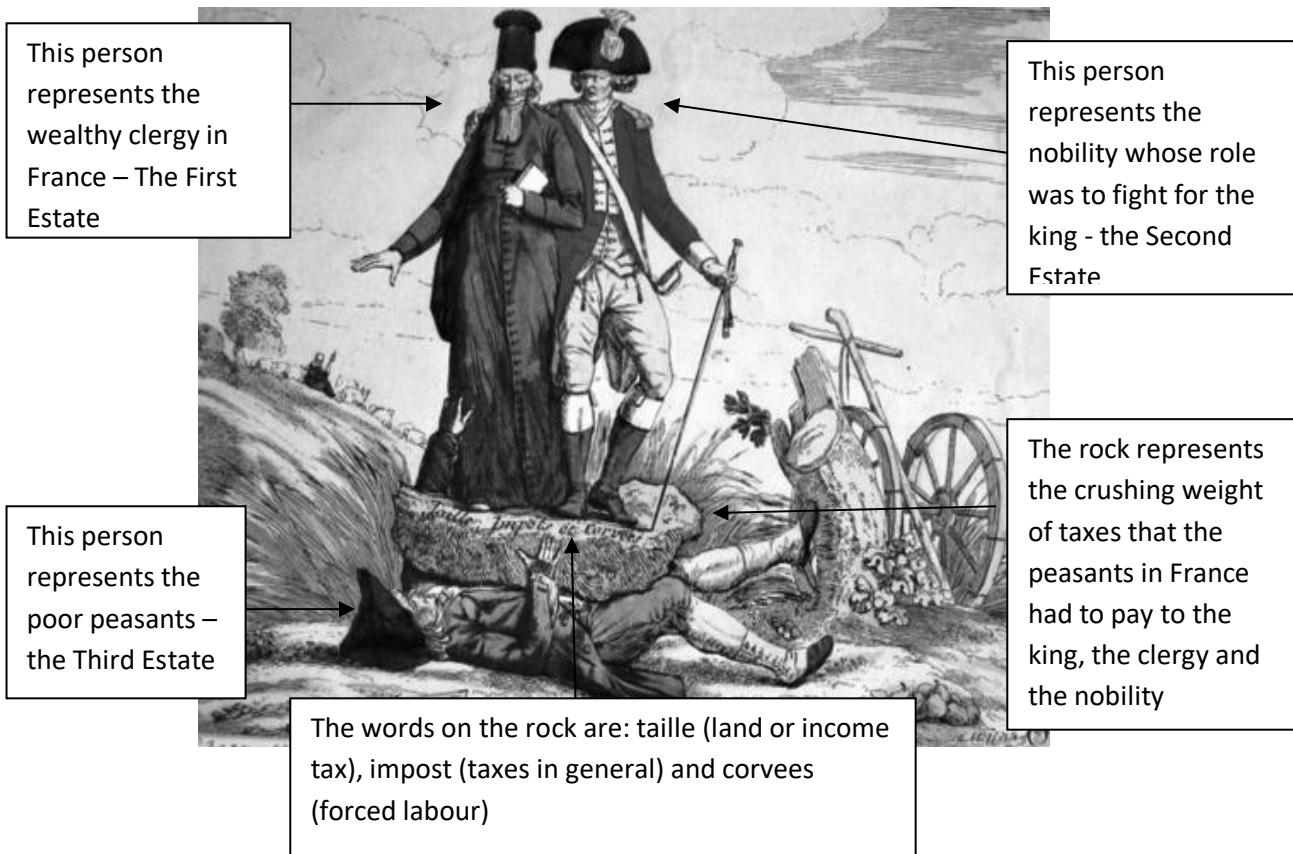 This person
represents the
wealthy clergy in
France – The First
Estate
This person
represents the
nobility whose role
was to fight for the
king - the Second
Estate
The rock represents
the crushing weight
of taxes that the
peasants in France
had to pay to the
king, the clergy and
the nobility
This person
represents the
poor peasants –
the Third Estate
Impots et Corvees
The words on the rock are: taille (land or income
tax), impost (taxes in general) and corvees
(forced labour)